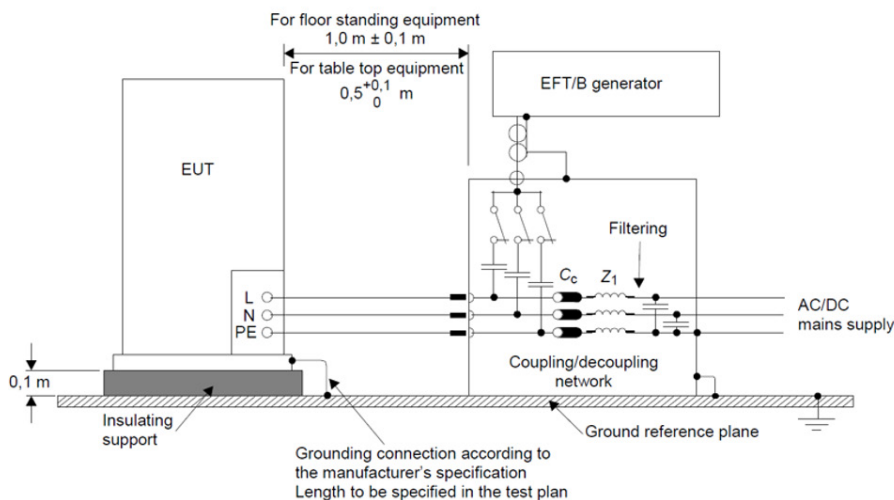 For floor standing equipment
1,0 m ± 0,1 m
For table top equipment
0,5 +0,1 0 m
EFT/B generator
EUT
Filtering
Cc
Z1
L
N
PE
AC/DC
mains supply
Coupling/decoupling
network
0,1 m
Insulating
support
Ground reference plane
Grounding connection according to
the manufacturer's specification
Length to be specified in the test plan